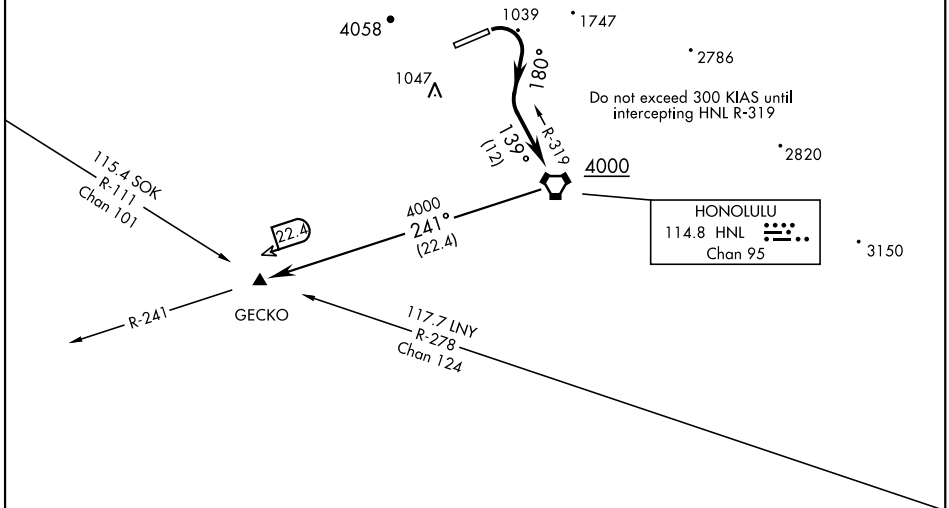 4058
1039
1747
2786
1047
180°
Do not exceed 300 KIAS until
intercepting HNL R-319
R-319
139°
(12)
2820
4000
115.4 SOK
R-111
Chan 101
4000
241°
(22.4)
HONOLULU
114.8 HNL
Chan 95
3150
22.4
GECKO
R-241
117.7 LNY
R-278
Chan 124